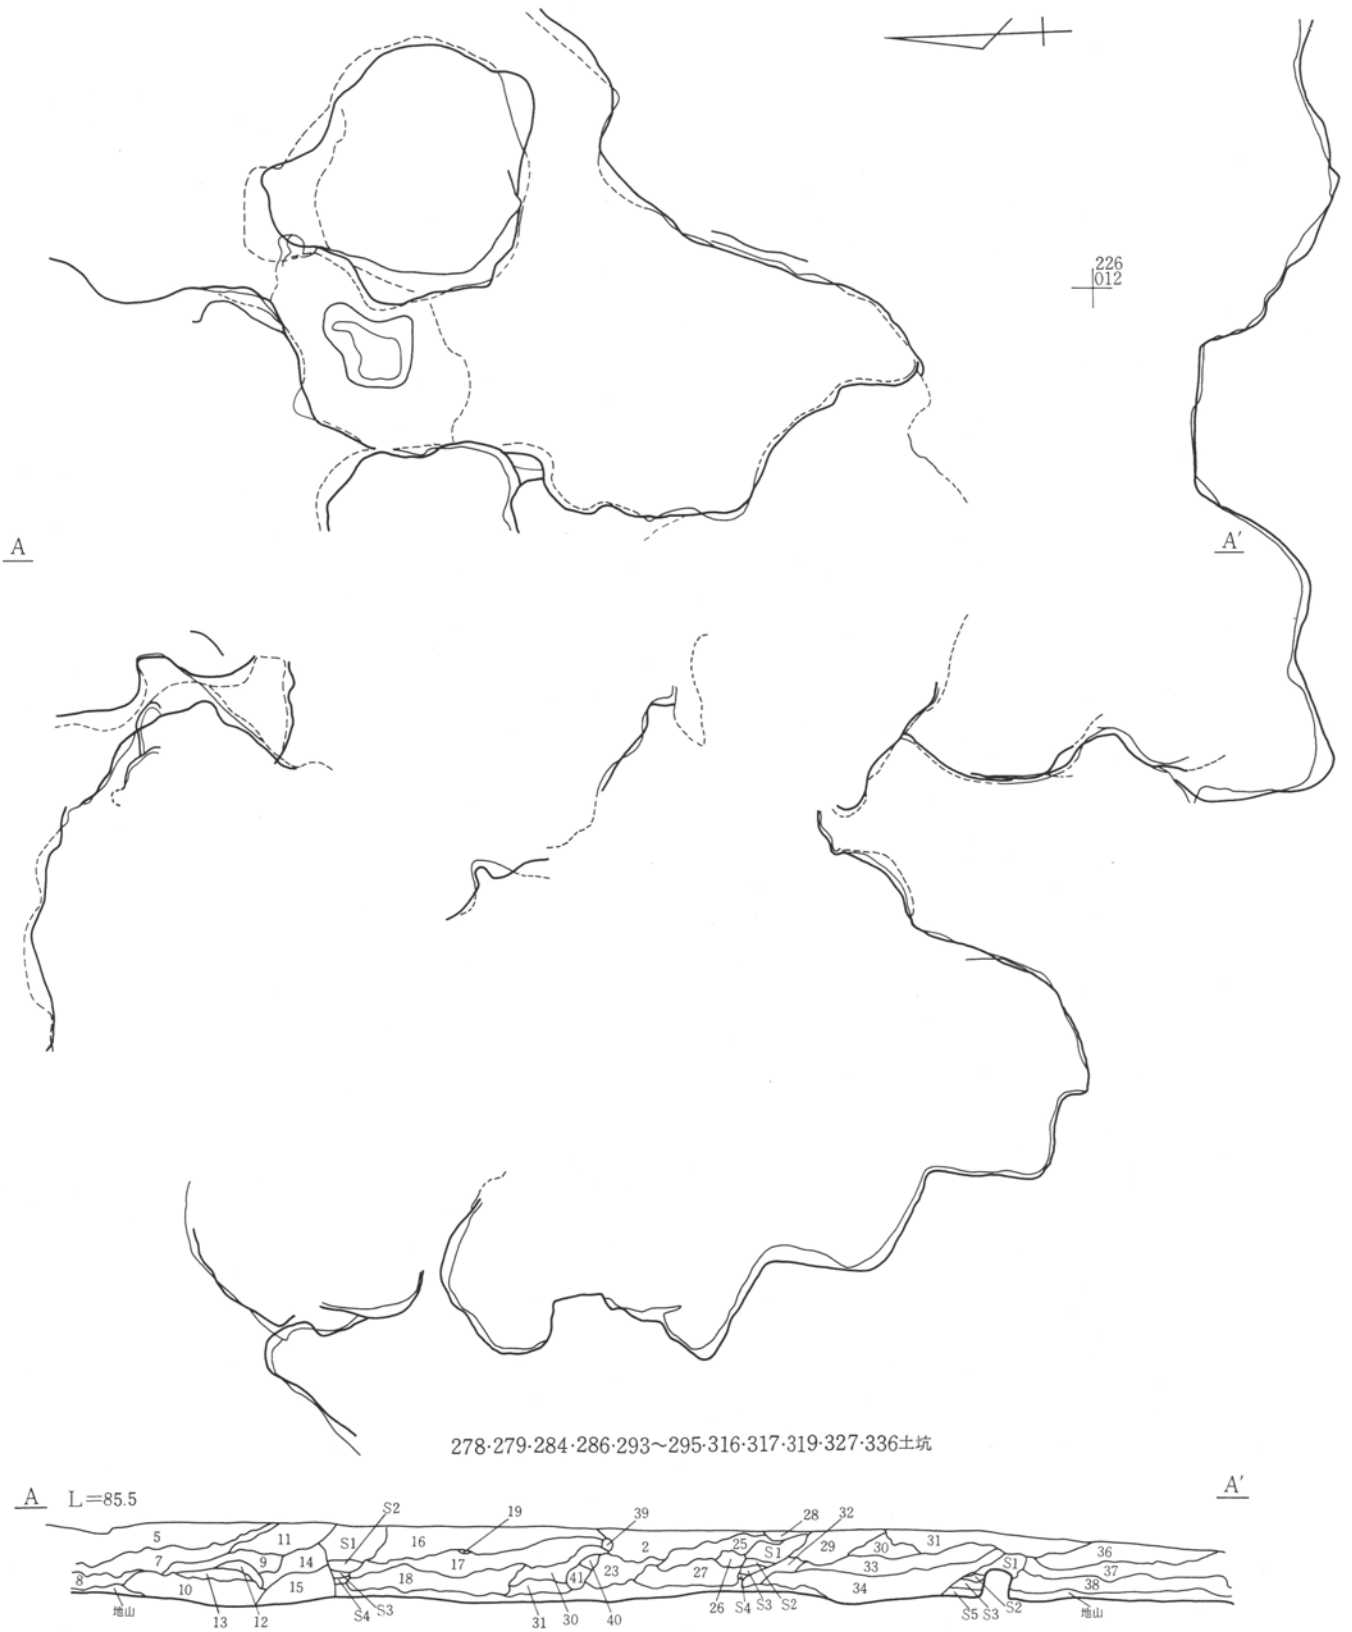 226
012
A A'
278·279·284·286·293～295·316·317·319·327·336土坑
A L=85.5 A'
S2 19 39 28 32
5 11 S1 16 2 25 S1 29 30 31 36
7 9 14 17 41 23 27 33 S1 37
8 10 15 18 30 34 38
地山 13 12 S4 S3 31 30 40 26 S4 S3 S2 S5 S3 S2 地山